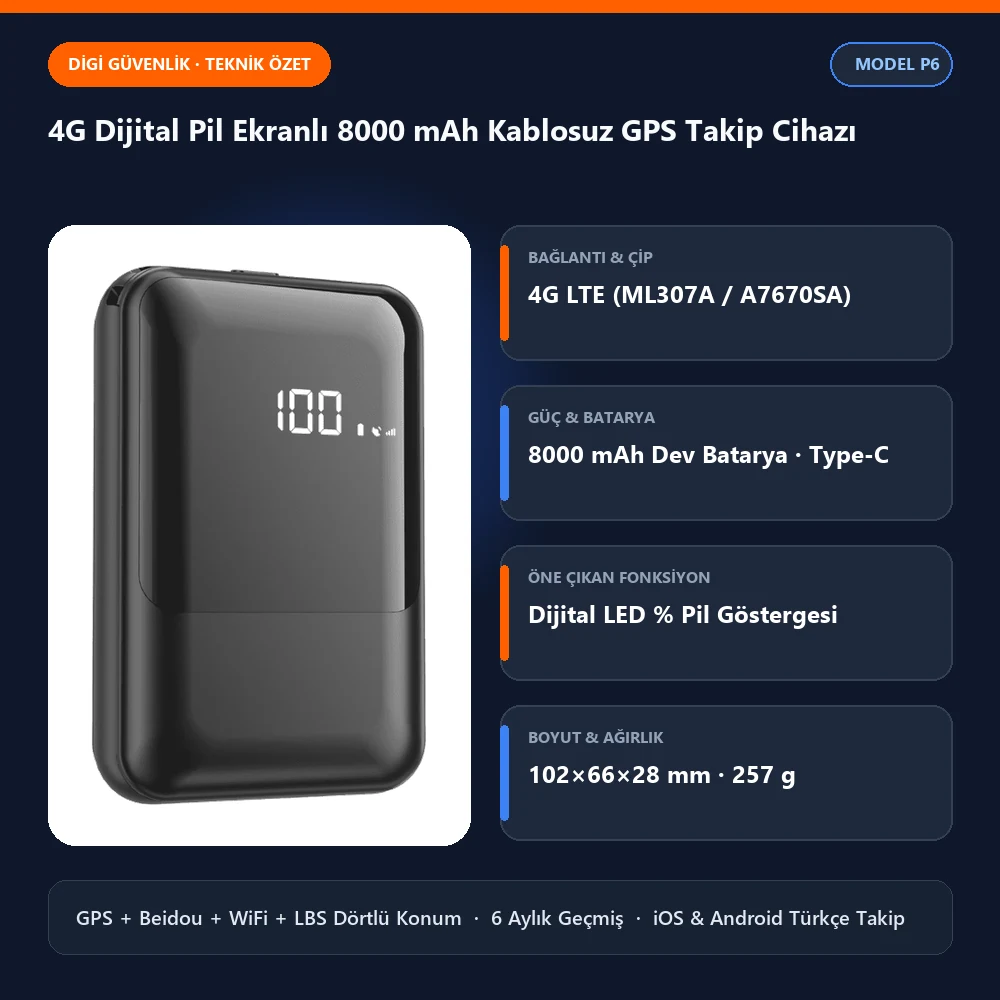 DİGİ GÜVENLİK · TEKNİK ÖZET
MODEL P6
4G Dijital Pil Ekranlı 8000 mAh Kablosuz GPS Takip Cihazı
100
BAĞLANTI & ÇİP
4G LTE (ML307A / A7670SA)
GÜÇ & BATARYA
8000 mAh Dev Batarya · Type-C
ÖNE ÇIKAN FONKSİYON
Dijital LED % Pil Göstergesi
BOYUT & AĞIRLIK
102×66×28 mm · 257 g
GPS + Beidou + WiFi + LBS Dörtlü Konum · 6 Aylık Geçmiş · iOS & Android Türkçe Takip